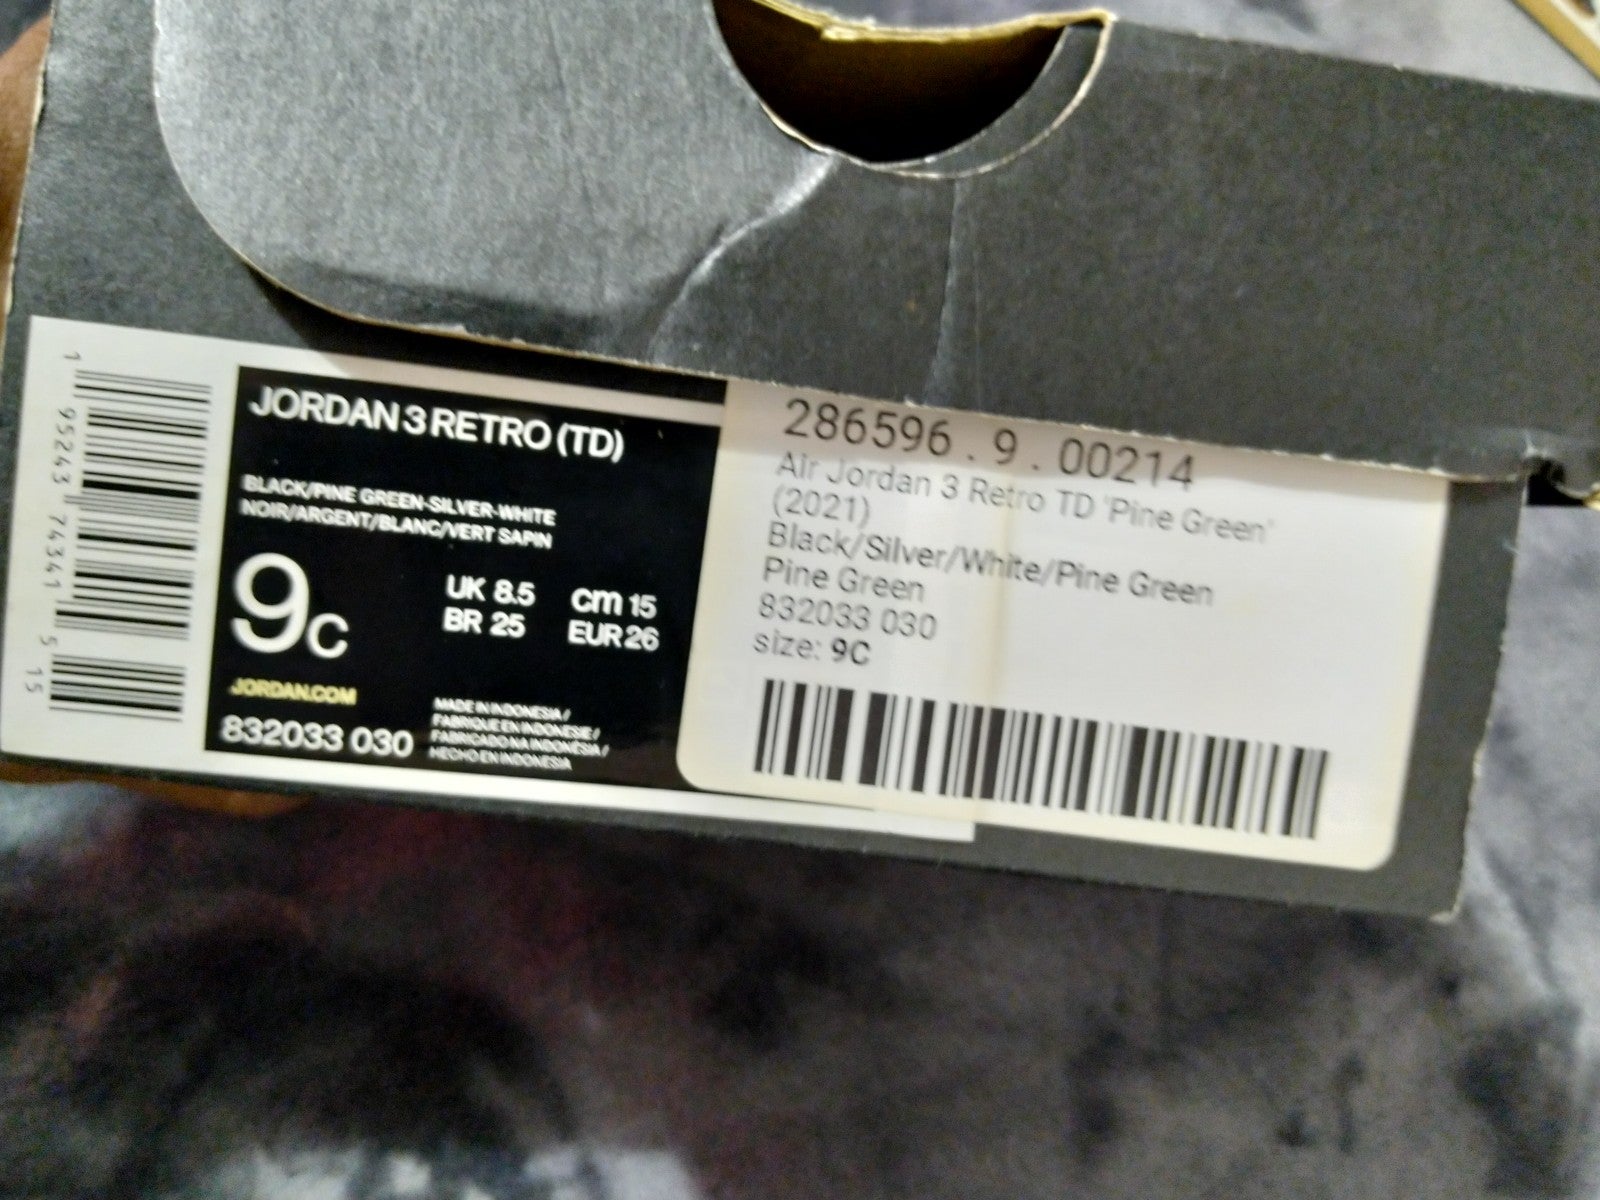 1 95243 74341 5 15
JORDAN 3 RETRO (TD)
BLACK/PINE GREEN-SILVER-WHITE
NOIR/ARGENT/BLANC/VERT SAPIN
9C
UK 8.5 cm 15
BR 25 EUR 26
JORDAN.COM
832033 030
MADE IN INDONESIA /
FABRIQUE EN INDONESIE /
FABRICADO NA INDONÉSIA /
HECHO EN INDONESIA
286596 . 9 . 00214
Air Jordan 3 Retro TD 'Pine Green'
(2021)
Black/Silver/White/Pine Green
Pine Green
832033 030
size: 9C